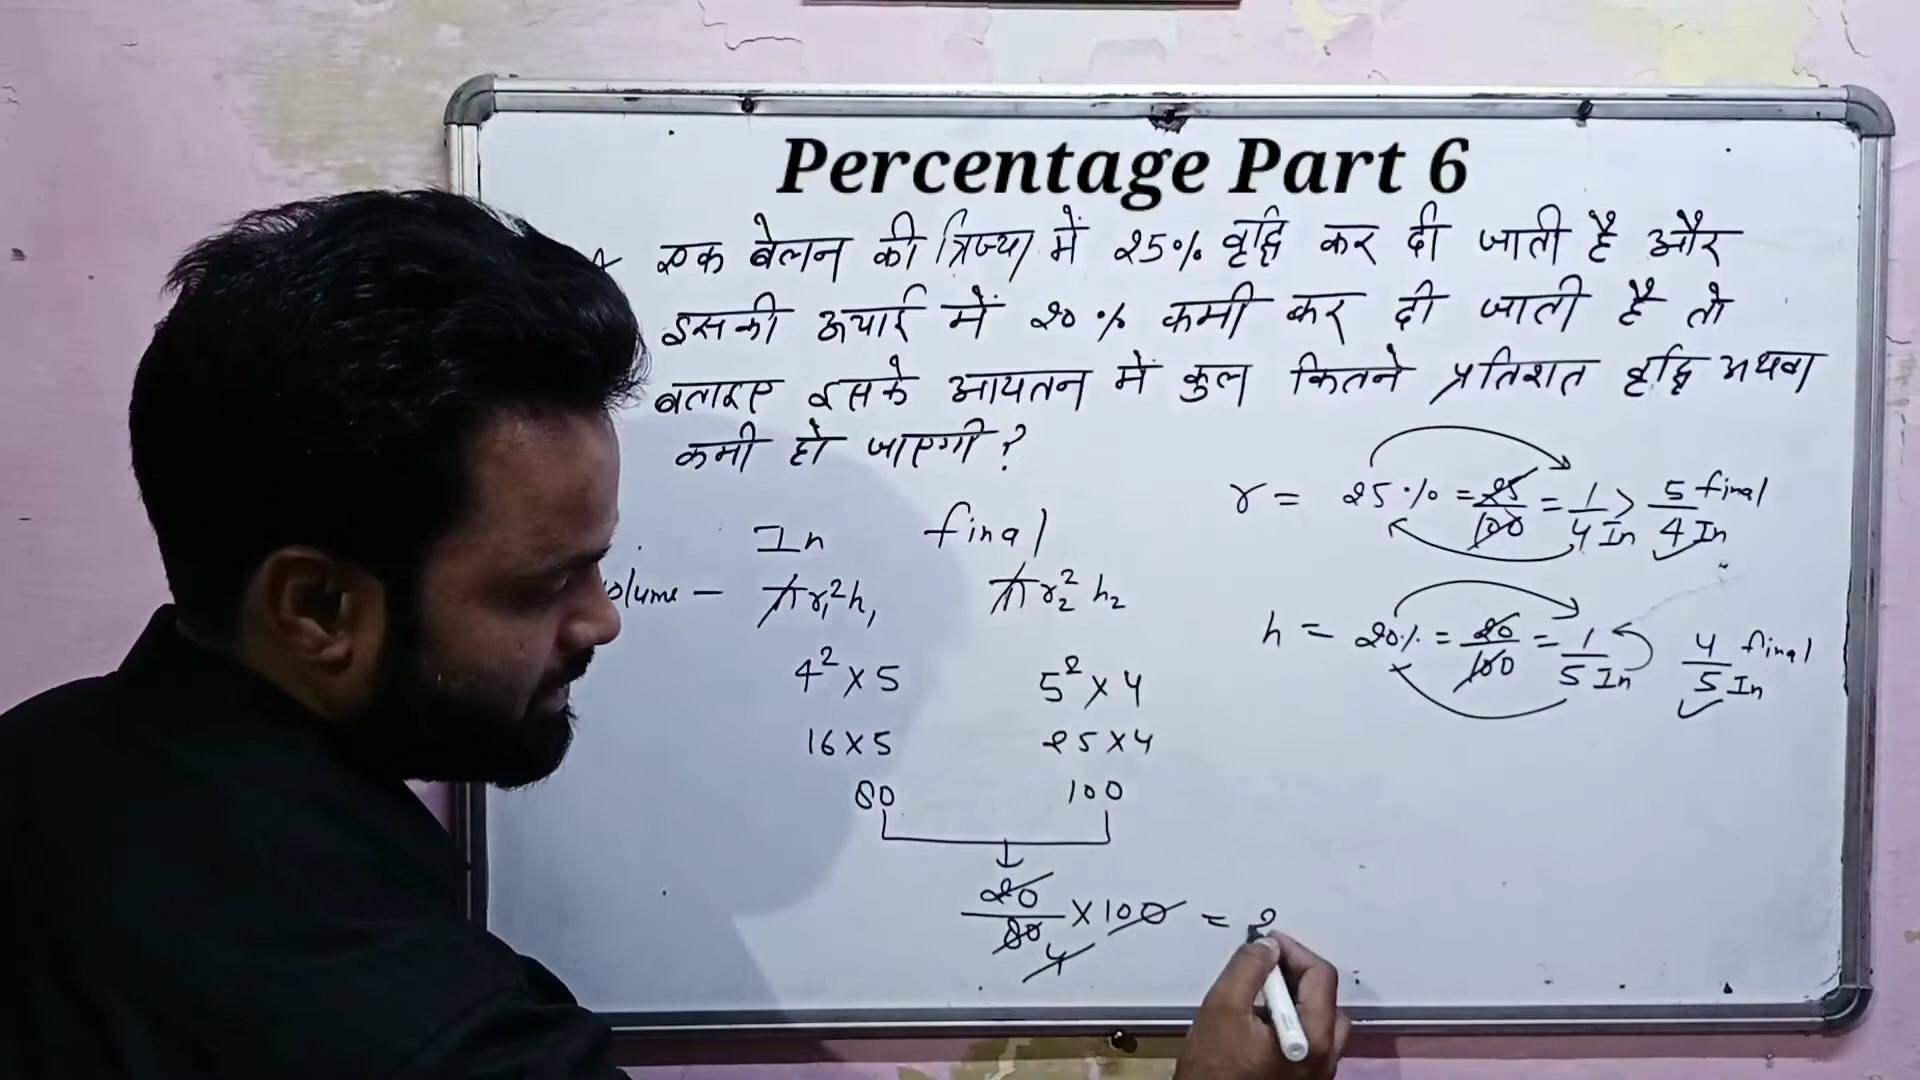 Percentage Part 6
एक बेलन की त्रिज्या में 25% वृद्धि कर दी जाती है और
इसकी ऊचाई में 20% कमी कर दी जाती है तो
बताइए इसके आयतन में कुल कितने प्रतिशत वृद्धि अथवा
कमी हो जाएगी?
r = 25% = 25/100 = 1/4 In > 5 final/4 In
h = 20% = 20/100 = 1/5 In 4 final/5 In
In final
olume - πr₁²h₁ πr₂²h₂
4² × 5 5² × 4
16 × 5 25 × 4
80 100
20/80 × 100 = 2
4